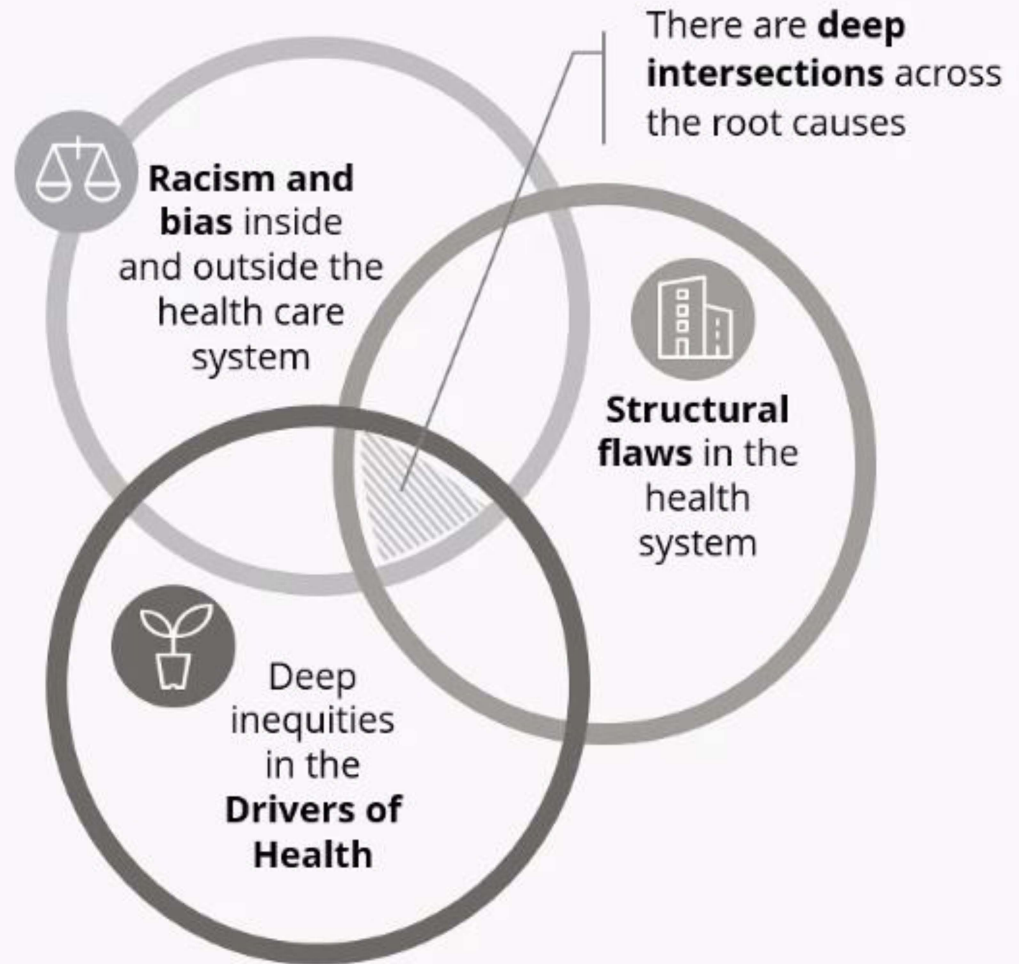 There are deep
intersections across
the root causes
Racism and
bias inside
and outside the
health care
system
Structural
flaws in the
health
system
Deep
inequities
in the
Drivers of
Health